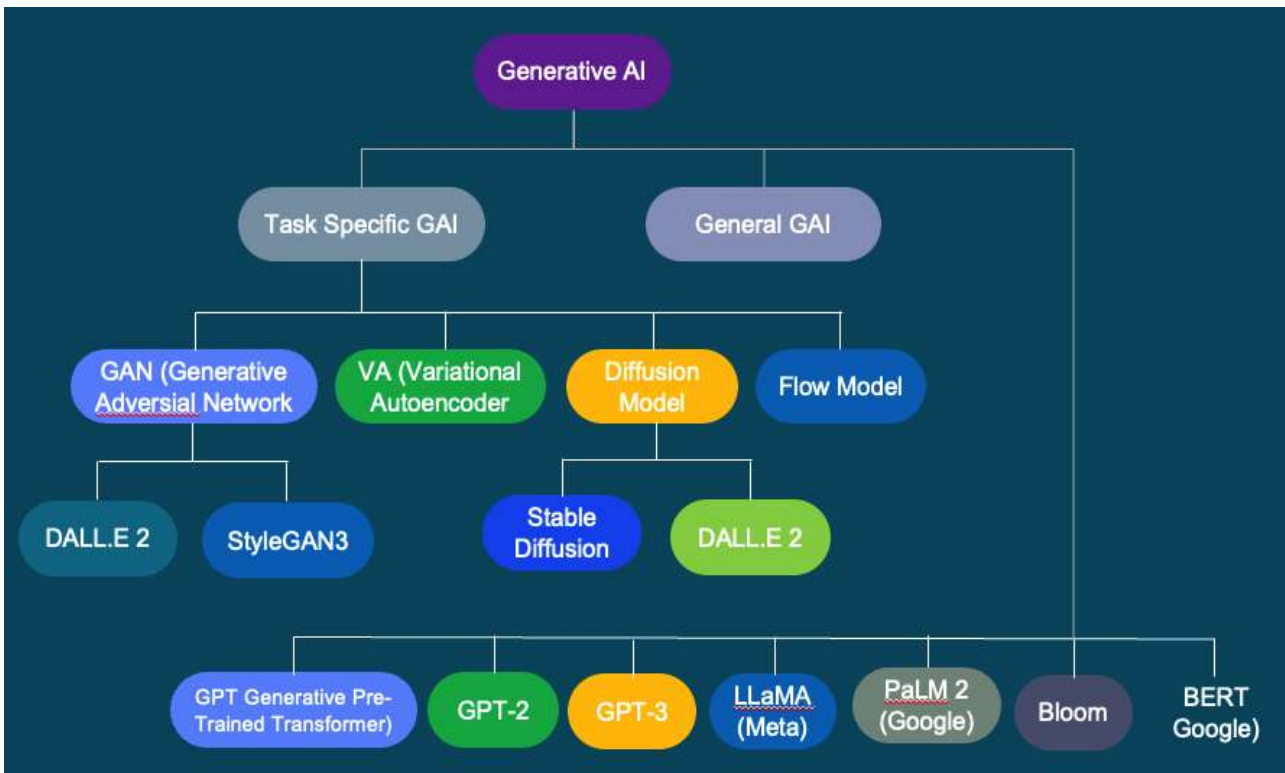 Generative AI
Task Specific GAI
General GAI
GAN (Generative
Adversial Network
VA (Variational
Autoencoder
Diffusion
Model
Flow Model
DALL.E 2
StyleGAN3
Stable
Diffusion
DALL.E 2
GPT Generative Pre-
Trained Transformer)
GPT-2
GPT-3
LLaMA
(Meta)
PaLM 2
(Google)
Bloom
BERT
Google)